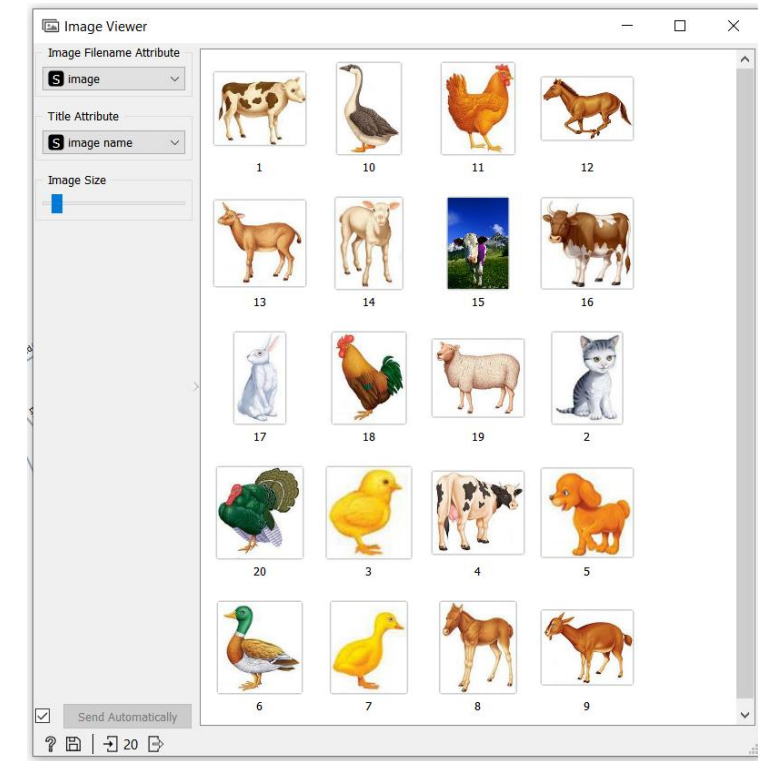 Image Viewer
Image Filename Attribute
S image
Title Attribute
S image name
Image Size
1 10 11 12
13 14 15 16
17 18 19 2
20 3 4 5
6 7 8 9
Send Automatically
? 20